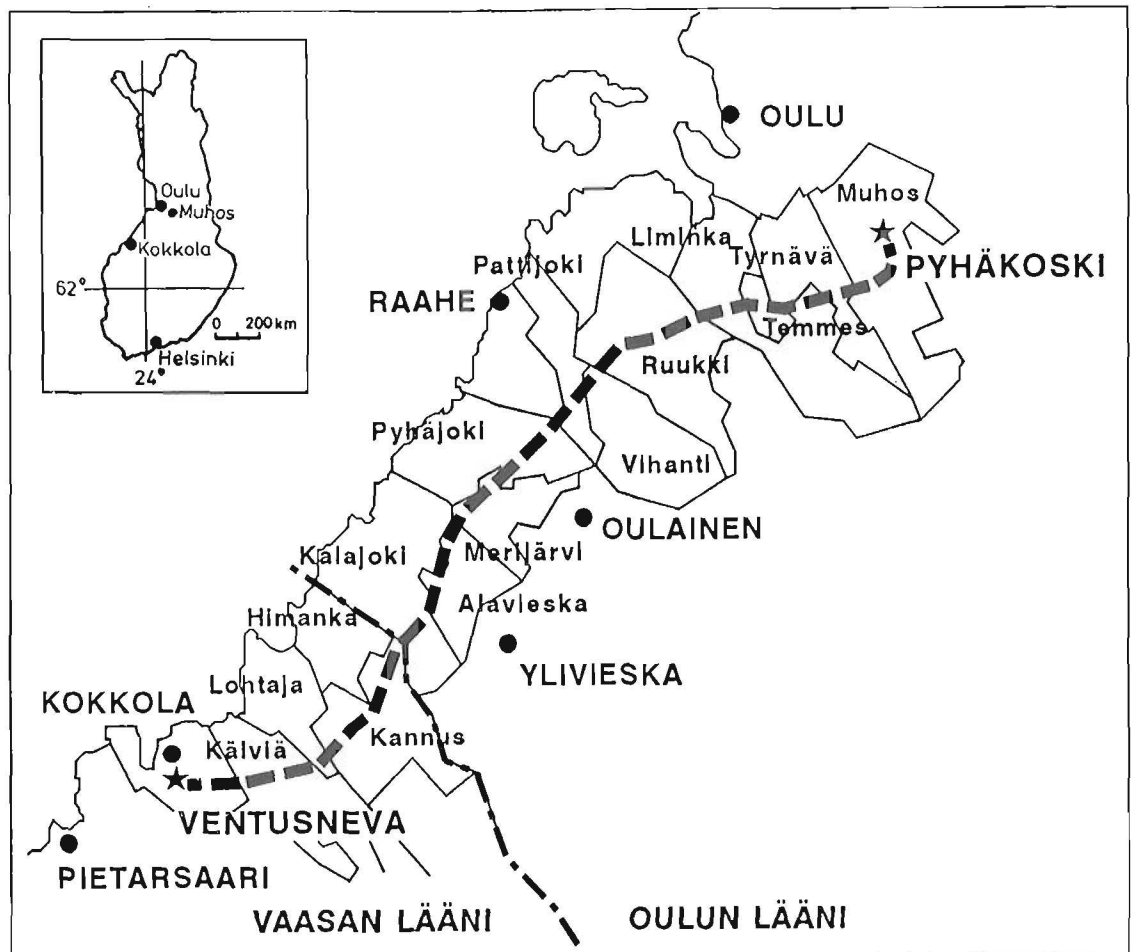 Oulu
Muhos
Kokkola
62°
0 200km
Helsinki
24°
OULU
Muhos
Liminka
Tyrnävä
Pattijoki
PYHÄKOSKI
RAAHE
Temmes
Ruukki
Pyhäjoki
Vihanti
OULAINEN
Kalajoki
Merijärvi
Himanka
Alavieska
YLIVIESKA
Lohtaja
KOKKOLA
Kannus
Kälviä
VENTUSNEVA
PIETARSAARI
VAASAN LÄÄNI
OULUN LÄÄNI